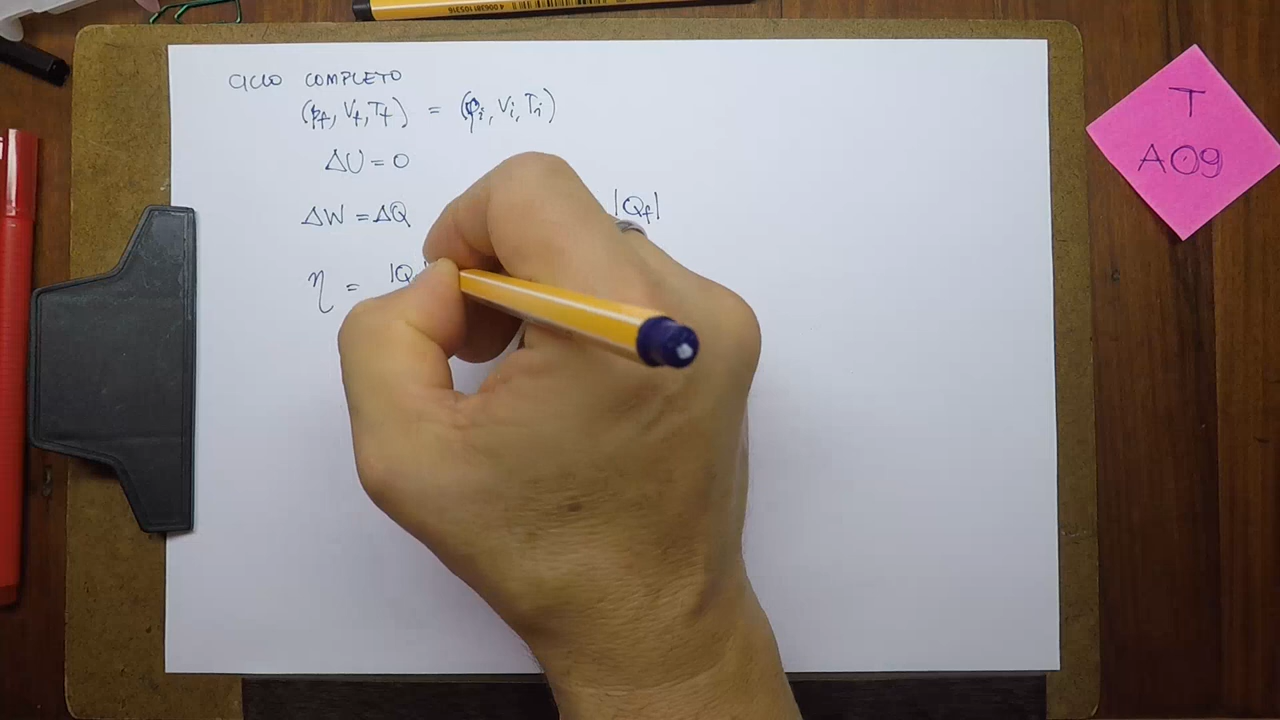 CICLO COMPLETO
(pf, Vf, Tf) = (pi, Vi, Ti)
ΔU = 0
ΔW = ΔQ |Qf|
η = |Q
T
A09